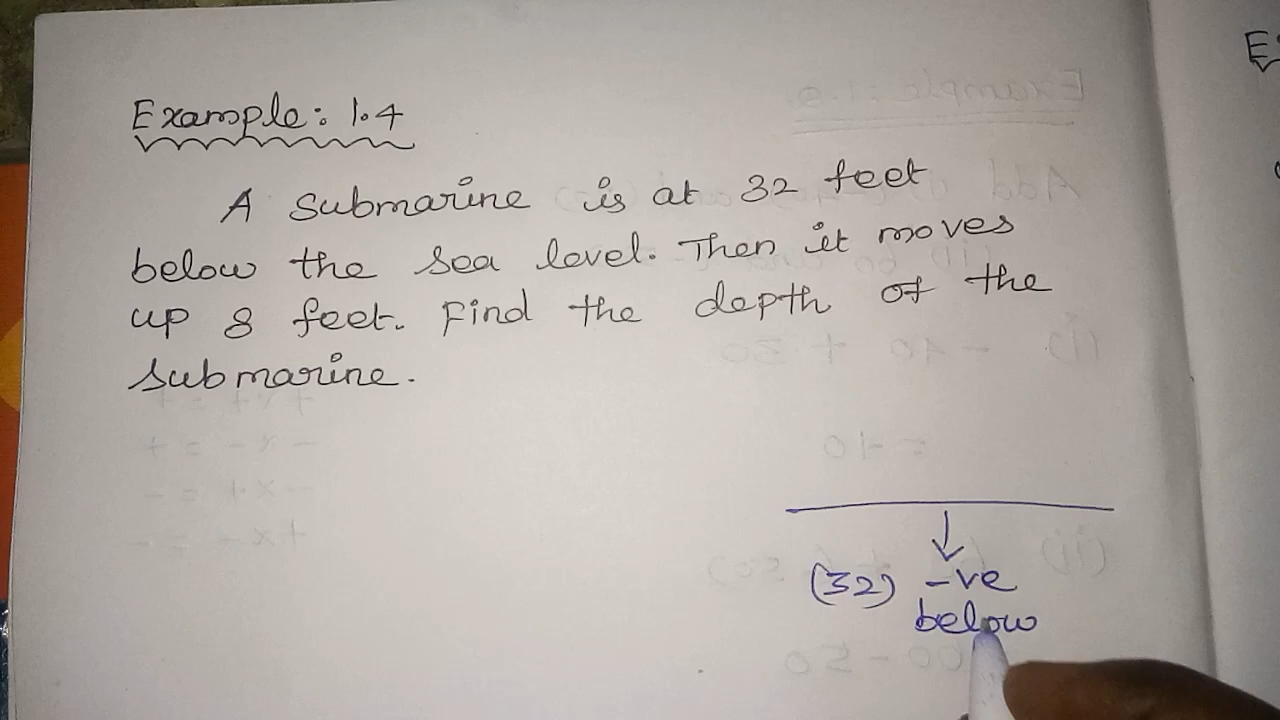 Example: 1.4
A submarine is at 32 feet
below the sea level. Then it moves
up 8 feet. Find the depth of the
submarine.
(32) -ve
below